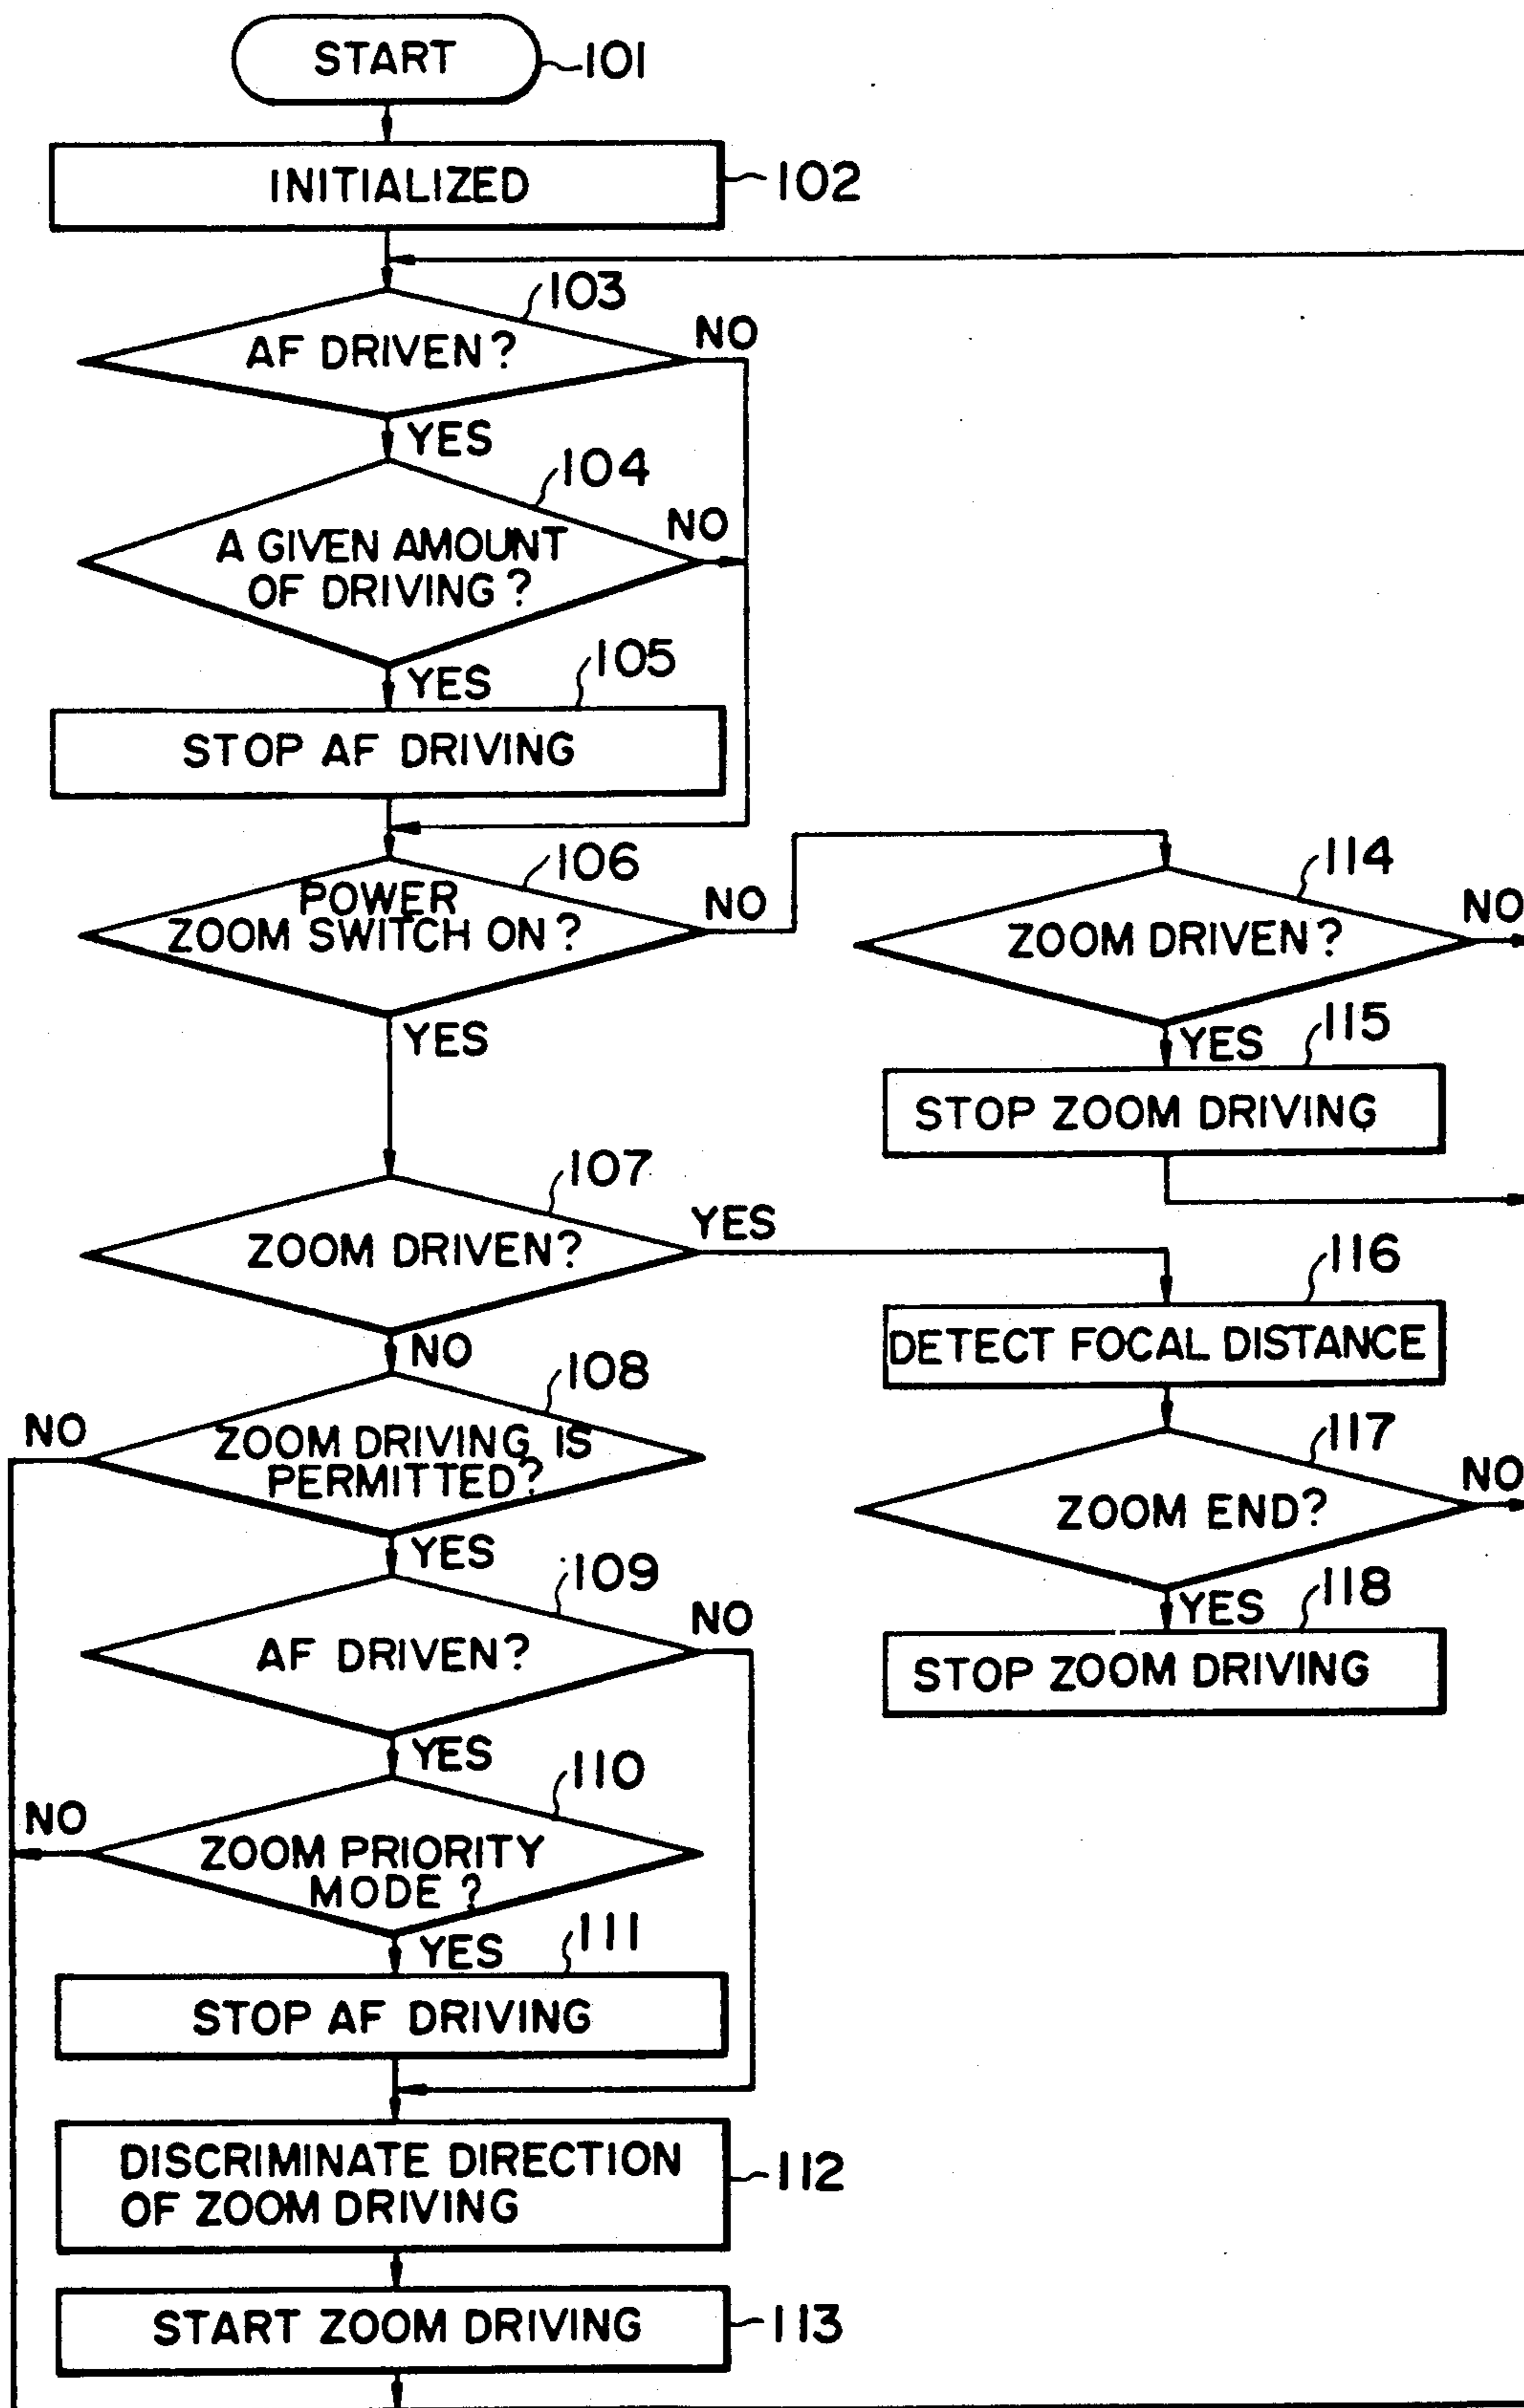 START
101
INITIALIZED
102
103
AF DRIVEN?
NO
YES
104
A GIVEN AMOUNT
OF DRIVING?
NO
YES
105
STOP AF DRIVING
106
POWER
ZOOM SWITCH ON?
NO
YES
114
ZOOM DRIVEN?
NO
YES
115
STOP ZOOM DRIVING
107
ZOOM DRIVEN?
YES
NO
116
DETECT FOCAL DISTANCE
117
ZOOM END?
NO
YES
118
STOP ZOOM DRIVING
108
NO
ZOOM DRIVING IS
PERMITTED?
YES
109
AF DRIVEN?
NO
YES
110
NO
ZOOM PRIORITY
MODE?
YES
111
STOP AF DRIVING
DISCRIMINATE DIRECTION
OF ZOOM DRIVING
112
START ZOOM DRIVING
113